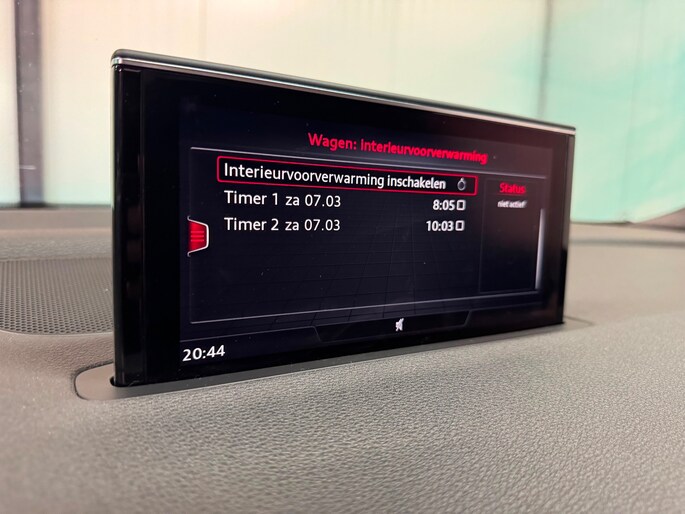 Wagen: Interieurvoorverwarming
Interieurvoorverwarming inschakelen
Status
niet actief
Timer 1 za 07.03 8:05
Timer 2 za 07.03 10:03
20:44